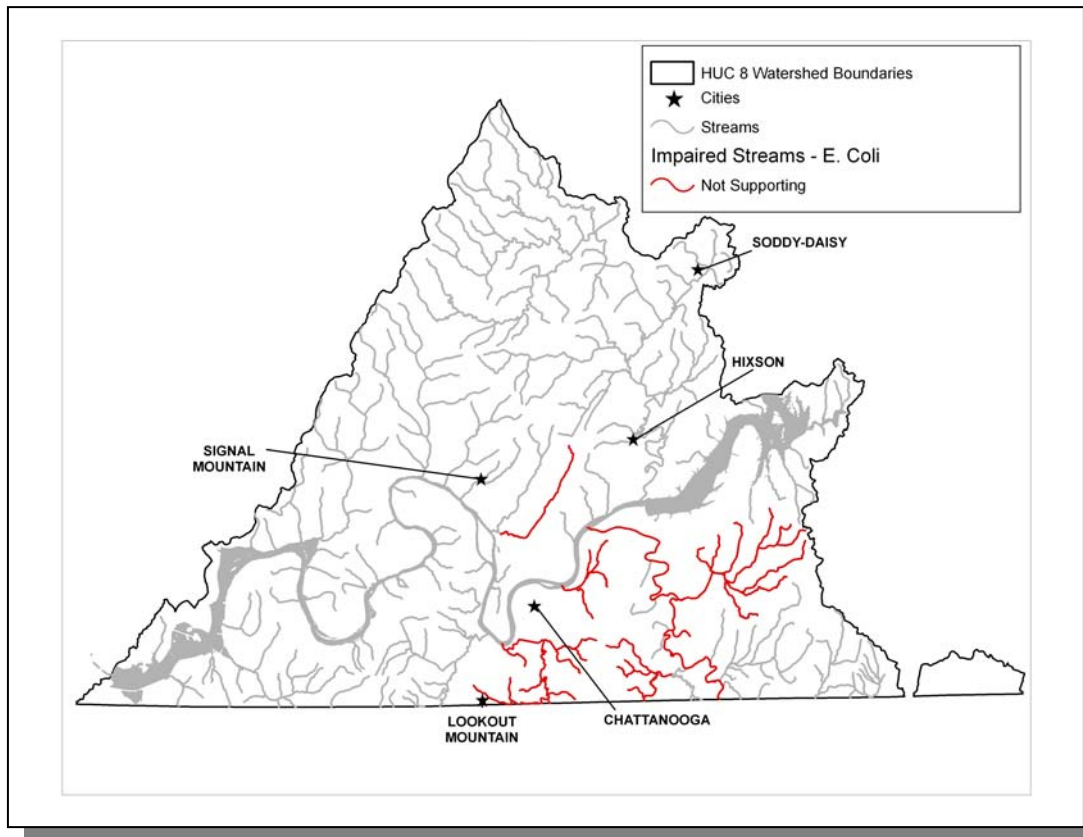 HUC 8 Watershed Boundaries
Cities
Streams
Impaired Streams - E. Coli
Not Supporting
SODDY-DAISY
HIXSON
SIGNAL
MOUNTAIN
LOOKOUT
MOUNTAIN
CHATTANOOGA